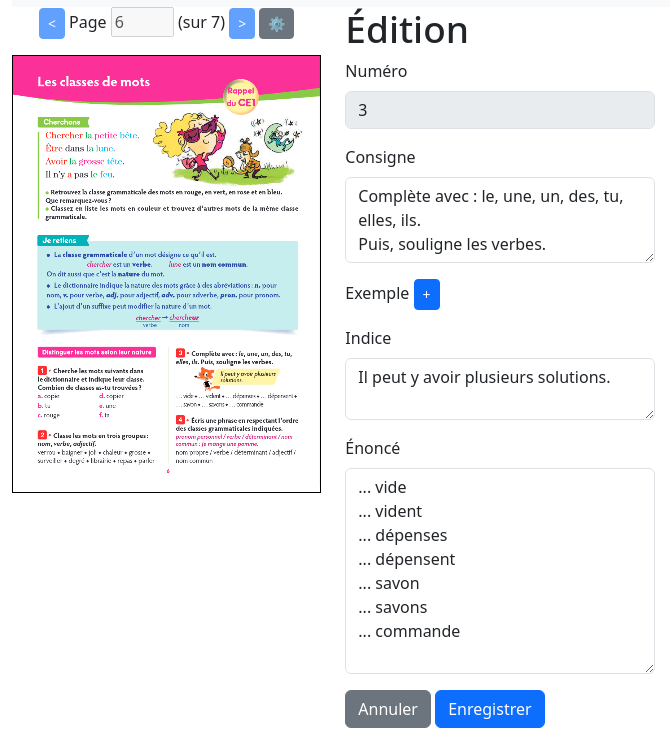 < Page 6 (sur 7) > ⚙️
Les classes de mots
Rappel
du CE1
Cherchons
Chercher la petite bête.
Être dans la lune.
Avoir la grosse tête.
Il n'y a pas le feu.
● Retrouvez la classe grammaticale des mots en rouge, en vert, en rose et en bleu.
Que remarquez-vous ?
● Classez en liste les mots en couleur et trouvez d'autres mots de la même classe
grammaticale.
Je retiens
● La classe grammaticale d'un mot désigne ce qu'il est.
chercher est un verbe. lune est un nom commun.
On dit aussi que c'est la nature du mot.
● Le dictionnaire indique la nature des mots grâce à des abréviations : n. pour
nom, v. pour verbe, adj. pour adjectif, adv. pour adverbe, pron. pour pronom.
● L'ajout d'un suffixe peut modifier la nature d'un mot.
chercher → chercheur
verbe nom
Distinguer les mots selon leur nature
1 * Cherche les mots suivants dans
le dictionnaire et indique leur classe.
Combien de classes as-tu trouvées ?
a. copie d. copier
b. tu e. une
c. rouge f. ta
2 * Classe les mots en trois groupes :
nom, verbe, adjectif.
verrou • baigner • joli • chaleur • grosse •
surveiller • degré • librairie • repas • parler
3 * Complète avec : le, une, un, des, tu,
elles, ils. Puis, souligne les verbes.
Il peut y avoir plusieurs
solutions.
... vide • ... vident • ... dépenses • ... dépensent •
... savon • ... savons • ... commande
4 * Écris une phrase en respectant l'ordre
des classes grammaticales indiquées.
pronom personnel / verbe / déterminant / nom
commun : Je mange une pomme.
nom propre / verbe / déterminant / adjectif /
nom commun
6
Édition
Numéro
3
Consigne
Complète avec : le, une, un, des, tu,
elles, ils.
Puis, souligne les verbes.
Exemple +
Indice
Il peut y avoir plusieurs solutions.
Énoncé
... vide
... vident
... dépenses
... dépensent
... savon
... savons
... commande
Annuler Enregistrer